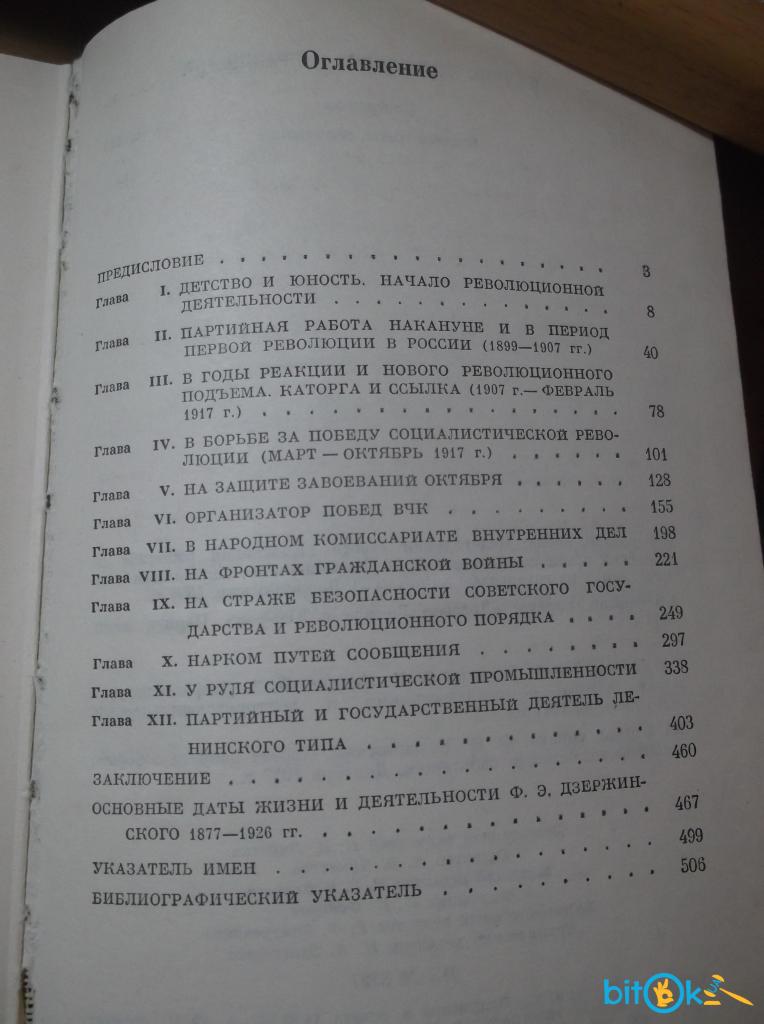 Оглавление
ПРЕДИСЛОВИЕ . . . . . . . . . . . . . . . . . . 3
Глава I. ДЕТСТВО И ЮНОСТЬ. НАЧАЛО РЕВОЛЮЦИОННОЙ
ДЕЯТЕЛЬНОСТИ . . . . . . . . . . . . . 8
Глава II. ПАРТИЙНАЯ РАБОТА НАКАНУНЕ И В ПЕРИОД
ПЕРВОЙ РЕВОЛЮЦИИ В РОССИИ (1899—1907 гг.) 40
Глава III. В ГОДЫ РЕАКЦИИ И НОВОГО РЕВОЛЮЦИОННОГО
ПОДЪЕМА. КАТОРГА И ССЫЛКА (1907 г.— ФЕВРАЛЬ
1917 г.) . . . . . . . . . . . . . . . . 78
Глава IV. В БОРЬБЕ ЗА ПОБЕДУ СОЦИАЛИСТИЧЕСКОЙ РЕВО-
ЛЮЦИИ (МАРТ — ОКТЯБРЬ 1917 г.) . . . . . . 101
Глава V. НА ЗАЩИТЕ ЗАВОЕВАНИЙ ОКТЯБРЯ . . . . . . 128
Глава VI. ОРГАНИЗАТОР ПОБЕД ВЧК . . . . . . . . . 155
Глава VII. В НАРОДНОМ КОМИССАРИАТЕ ВНУТРЕННИХ ДЕЛ 198
Глава VIII. НА ФРОНТАХ ГРАЖДАНСКОЙ ВОЙНЫ . . . . . 221
Глава IX. НА СТРАЖЕ БЕЗОПАСНОСТИ СОВЕТСКОГО ГОСУ-
ДАРСТВА И РЕВОЛЮЦИОННОГО ПОРЯДКА . . . . 249
Глава X. НАРКОМ ПУТЕЙ СООБЩЕНИЯ . . . . . . . . 297
Глава XI. У РУЛЯ СОЦИАЛИСТИЧЕСКОЙ ПРОМЫШЛЕННОСТИ 338
Глава XII. ПАРТИЙНЫЙ И ГОСУДАРСТВЕННЫЙ ДЕЯТЕЛЬ ЛЕ-
НИНСКОГО ТИПА . . . . . . . . . . . . 403
ЗАКЛЮЧЕНИЕ . . . . . . . . . . . . . . . . . 460
ОСНОВНЫЕ ДАТЫ ЖИЗНИ И ДЕЯТЕЛЬНОСТИ Ф. Э. ДЗЕРЖИН-
СКОГО 1877—1926 гг. . . . . . . . . . . . . . 467
УКАЗАТЕЛЬ ИМЕН . . . . . . . . . . . . . . . 499
БИБЛИОГРАФИЧЕСКИЙ УКАЗАТЕЛЬ . . . . . . . . . 506
bitok UA